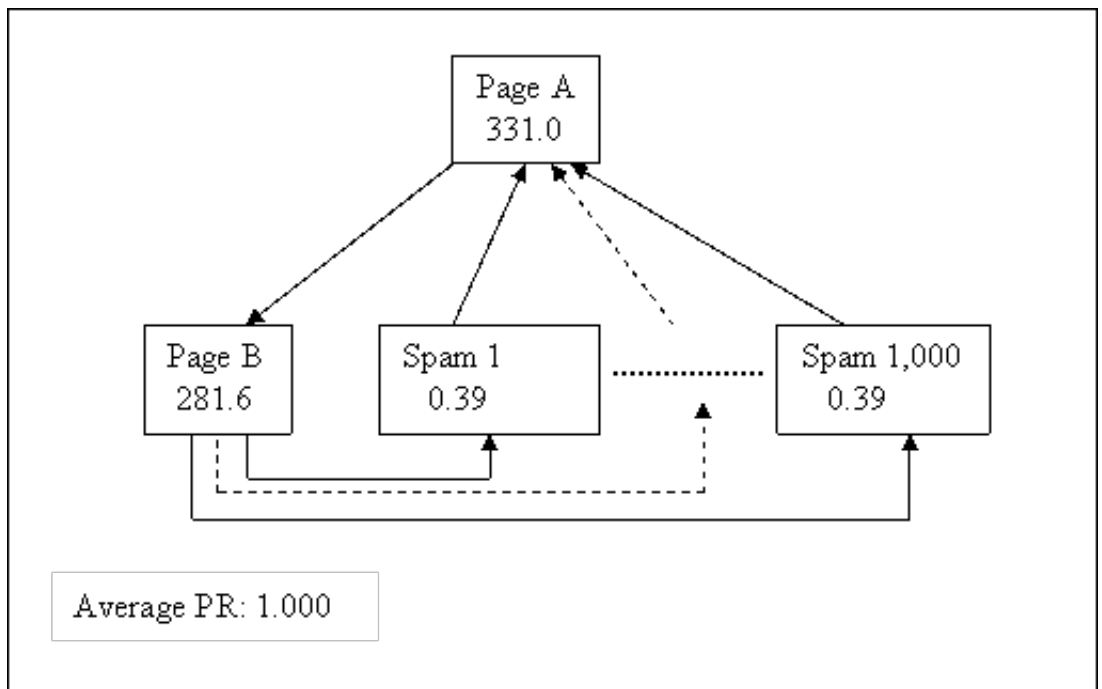 Page A
331.0
Page B
281.6
Spam 1
0.39
Spam 1,000
0.39
Average PR: 1.000